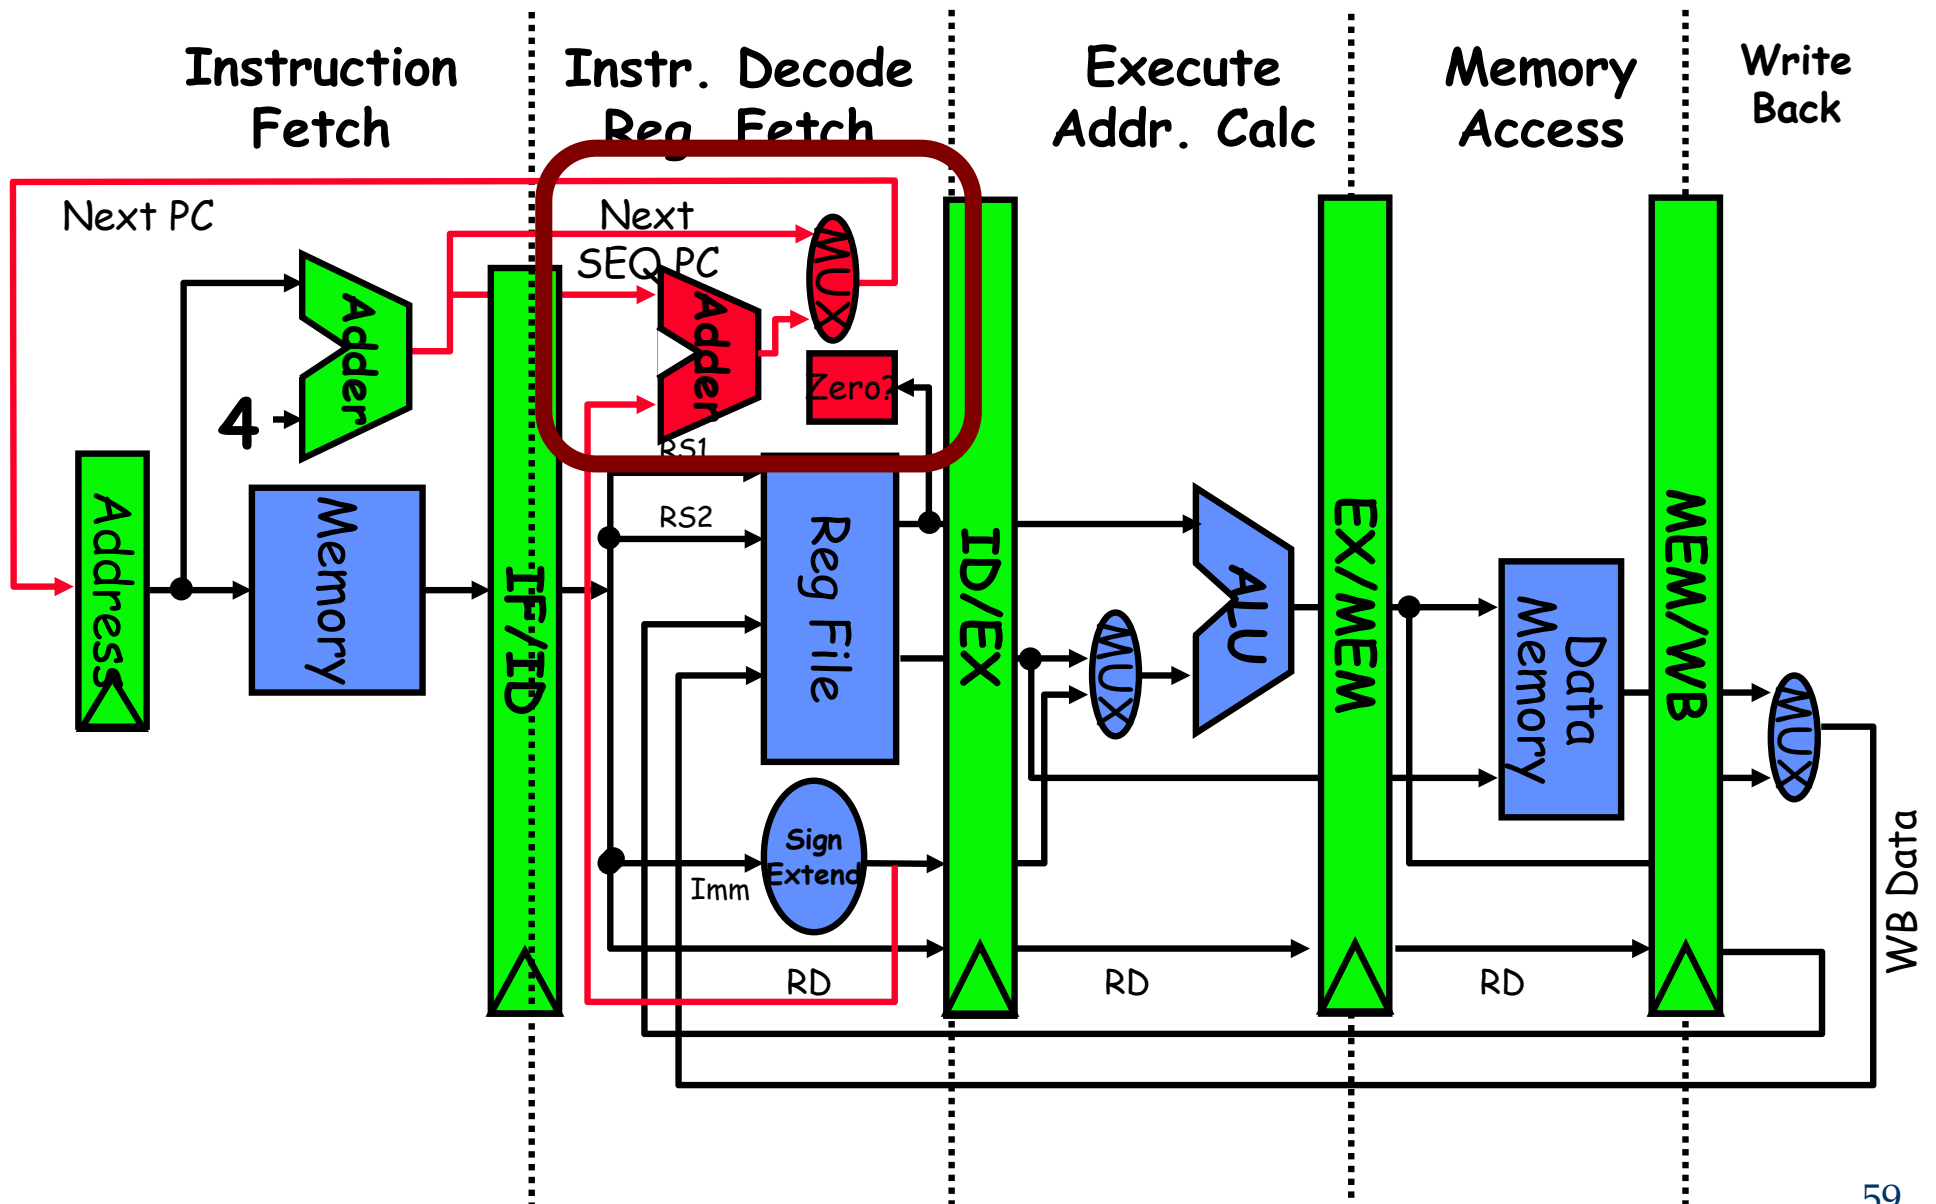 Instruction
Fetch
Instr. Decode
Reg. Fetch
Execute
Addr. Calc
Memory
Access
Write
Back
Next PC
Next
SEQ PC
MUX
Adder
Adder
Zero?
4
RS1
RS2
Address
Memory
IF/ID
Reg File
ID/EX
MUX
ALU
EX/MEM
Data
Memory
MEM/WB
MUX
Sign
Extend
Imm
WB Data
RD
RD
RD
59